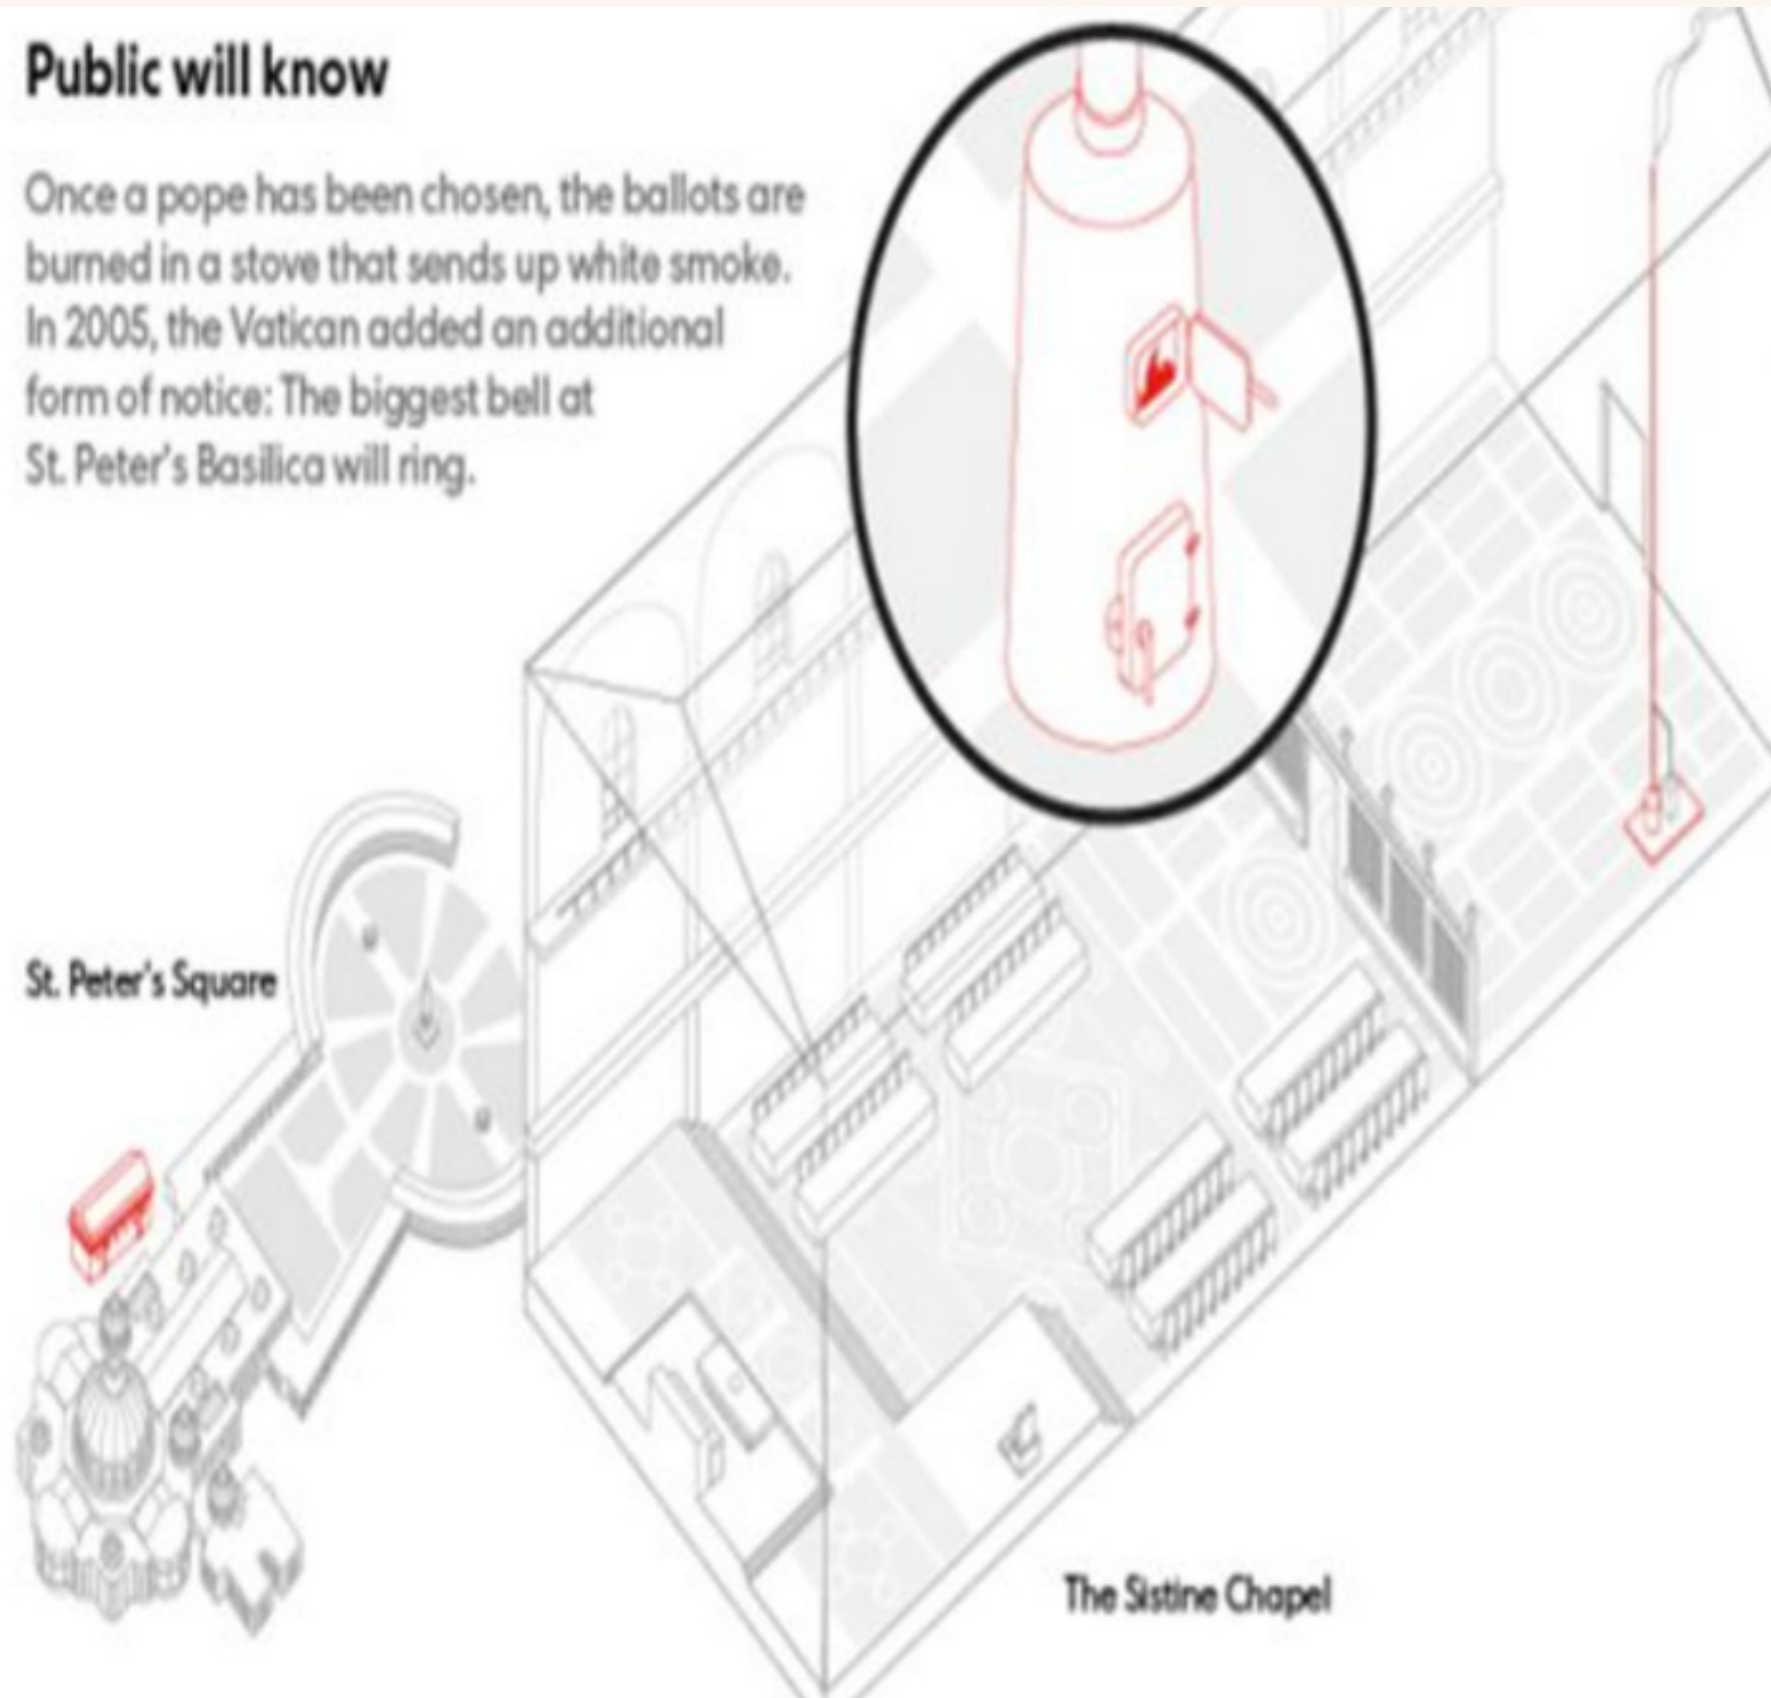 Public will know
Once a pope has been chosen, the ballots are
burned in a stove that sends up white smoke.
In 2005, the Vatican added an additional
form of notice: The biggest bell at
St. Peter's Basilica will ring.
St. Peter's Square
The Sistine Chapel